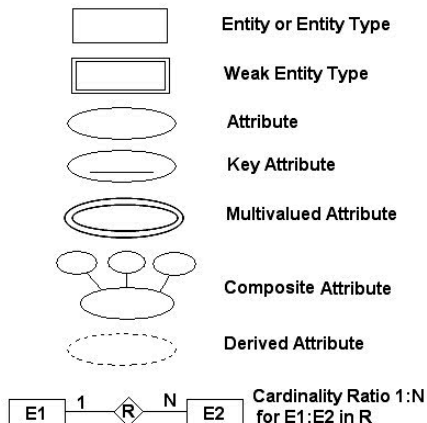 Entity or Entity Type
Weak Entity Type
Attribute
Key Attribute
Multivalued Attribute
Composite Attribute
Derived Attribute
E1 1 R N E2 Cardinality Ratio 1:N
for E1:E2 in R